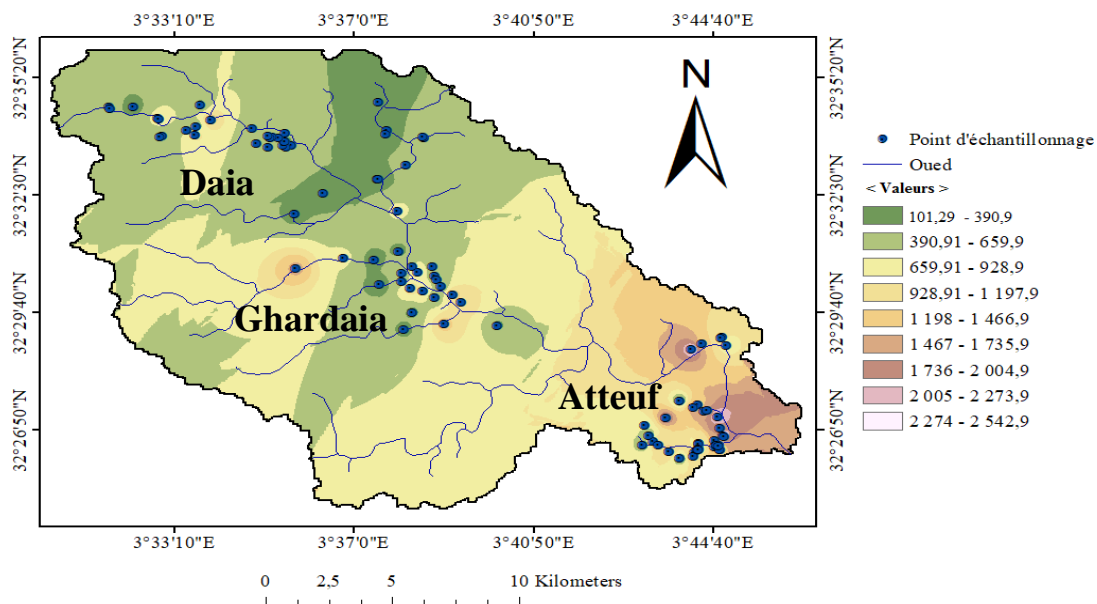 3°33'10"E 3°37'0"E 3°40'50"E 3°44'40"E
32°35'20"N 32°35'20"N
N
Point d'échantillonnage
Oued
< Valeurs >
Daia
32°32'30"N 32°32'30"N
101,29 - 390,9
390,91 - 659,9
659,91 - 928,9
928,91 - 1 197,9
Ghardaia
32°29'40"N 32°29'40"N
1 198 - 1 466,9
1 467 - 1 735,9
1 736 - 2 004,9
2 005 - 2 273,9
2 274 - 2 542,9
Atteuf
32°26'50"N 32°26'50"N
3°33'10"E 3°37'0"E 3°40'50"E 3°44'40"E
0 2,5 5 10 Kilometers